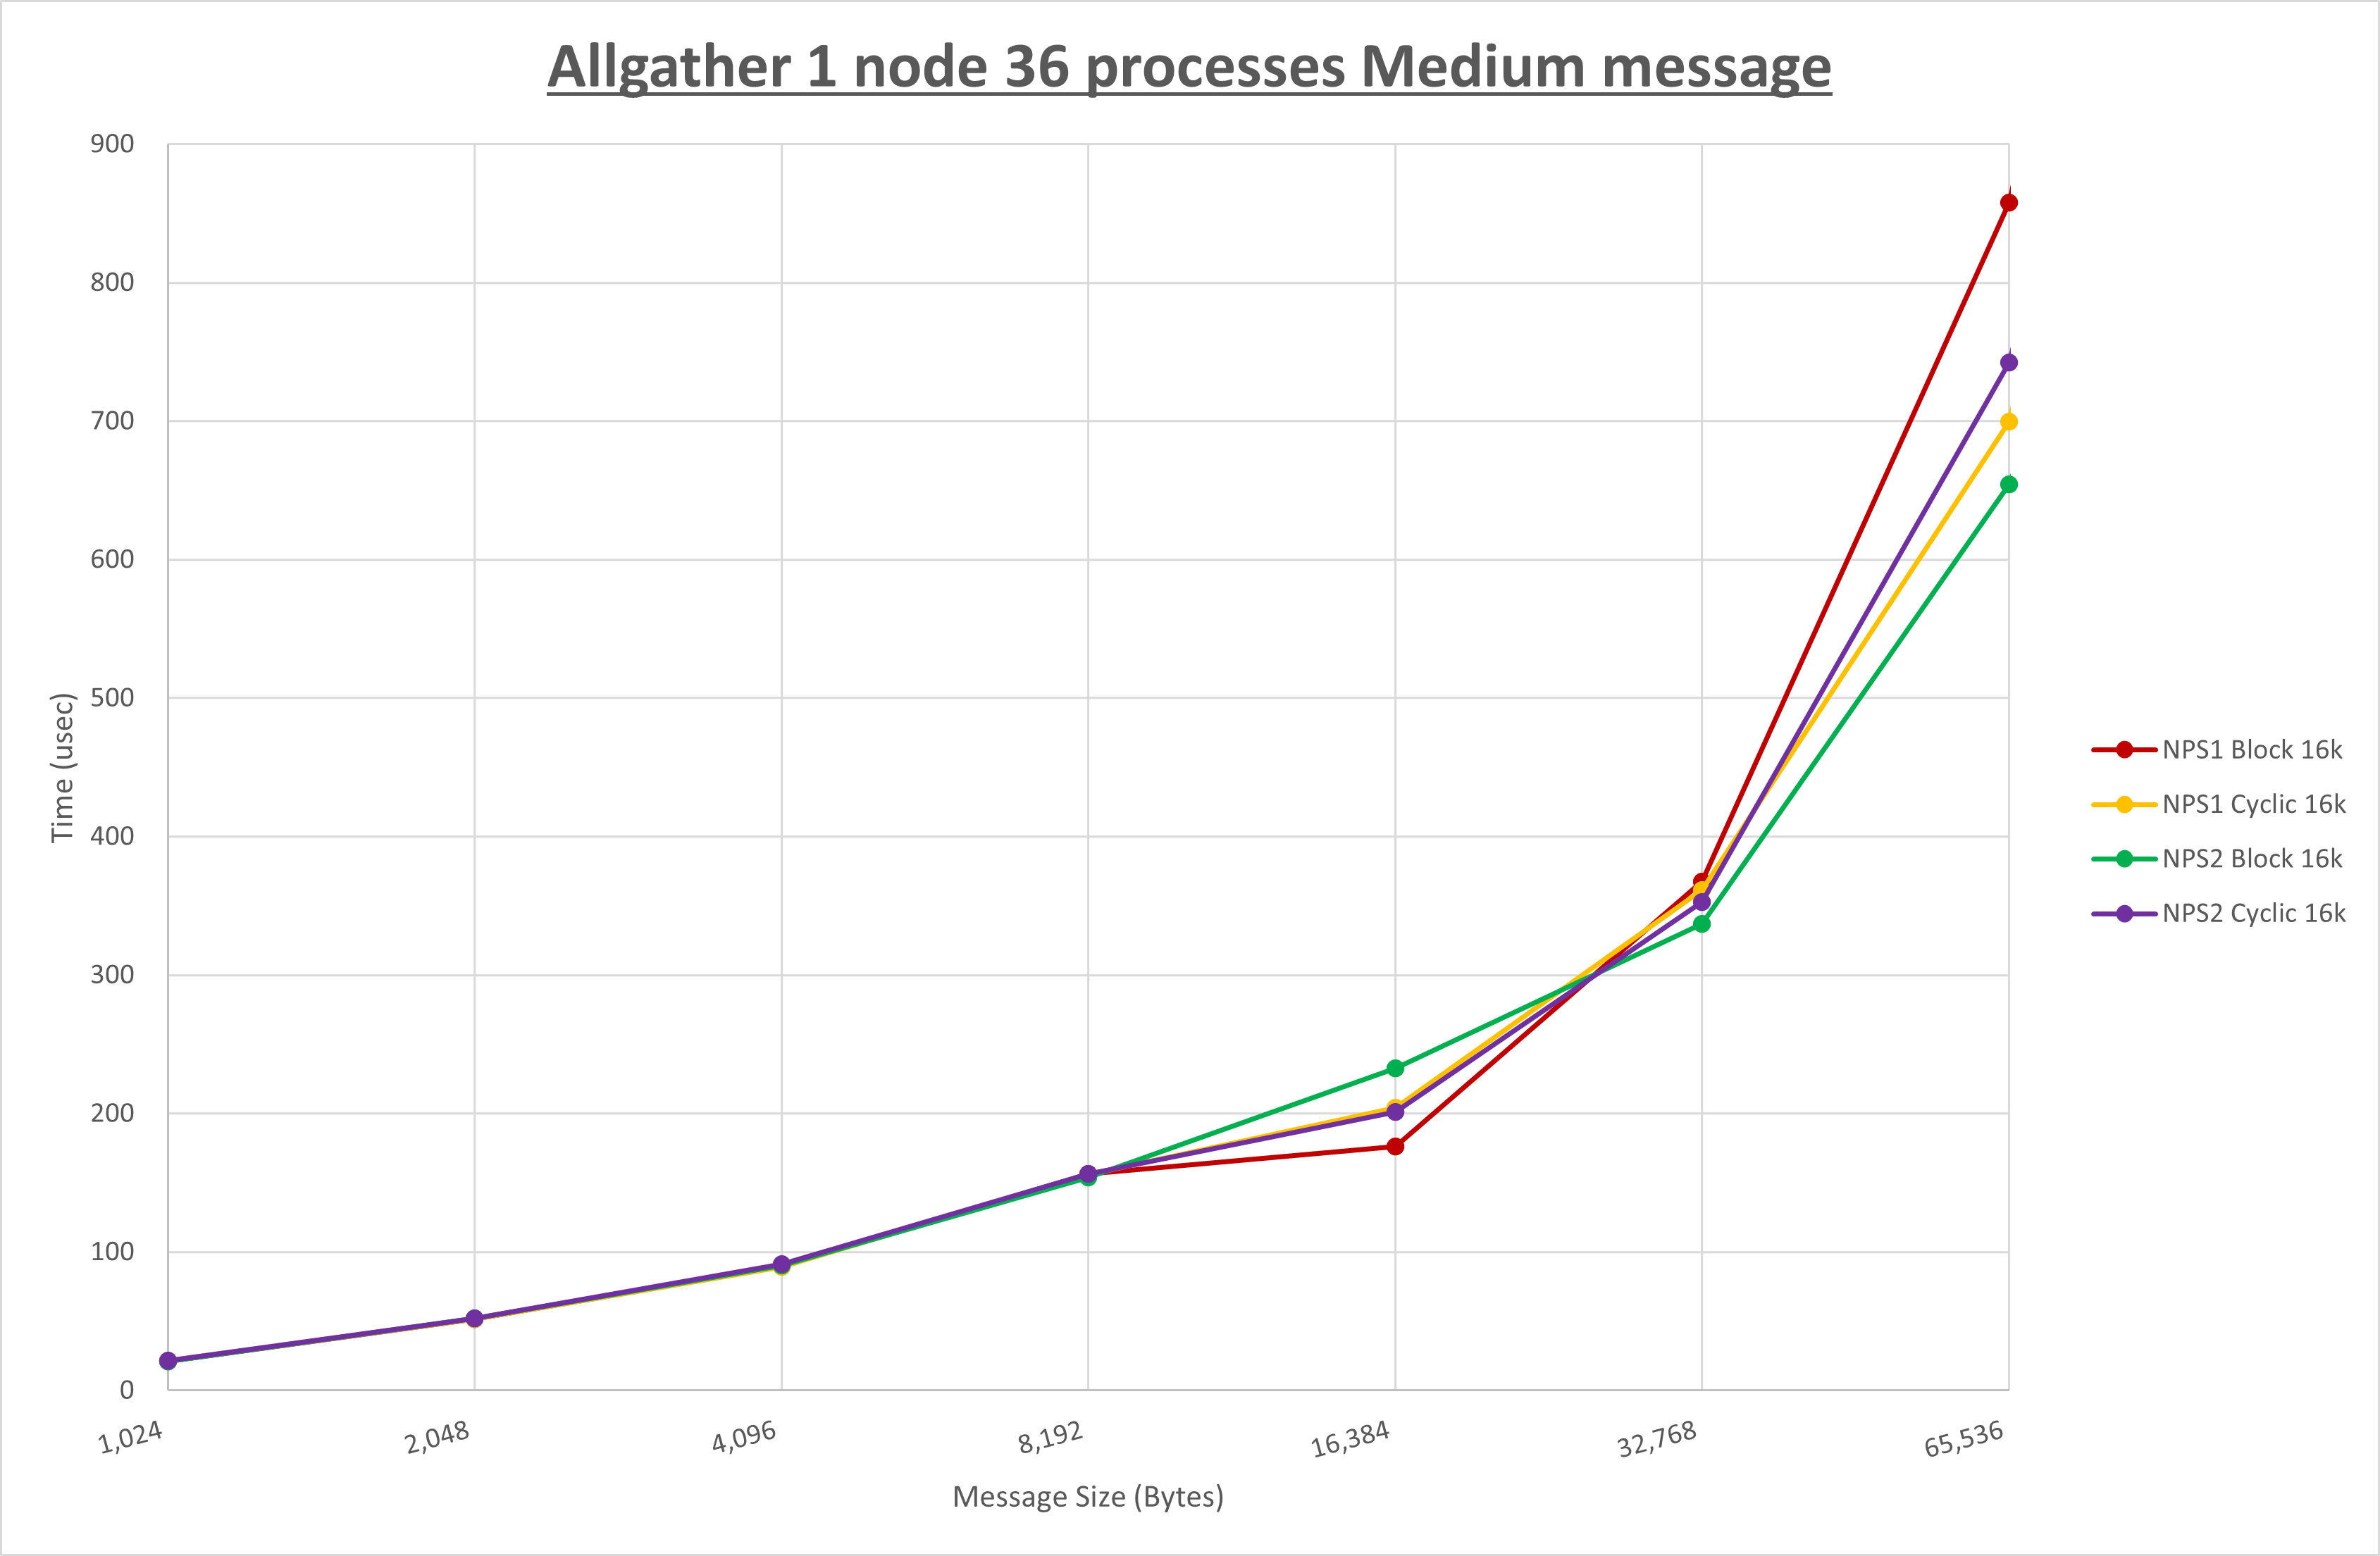 Allgather 1 node 36 processes Medium message
900
800
700
600
500
400
300
200
100
0
Time (usec)
1,024
2,048
4,096
8,192
16,384
32,768
65,536
Message Size (Bytes)
NPS1 Block 16k
NPS1 Cyclic 16k
NPS2 Block 16k
NPS2 Cyclic 16k